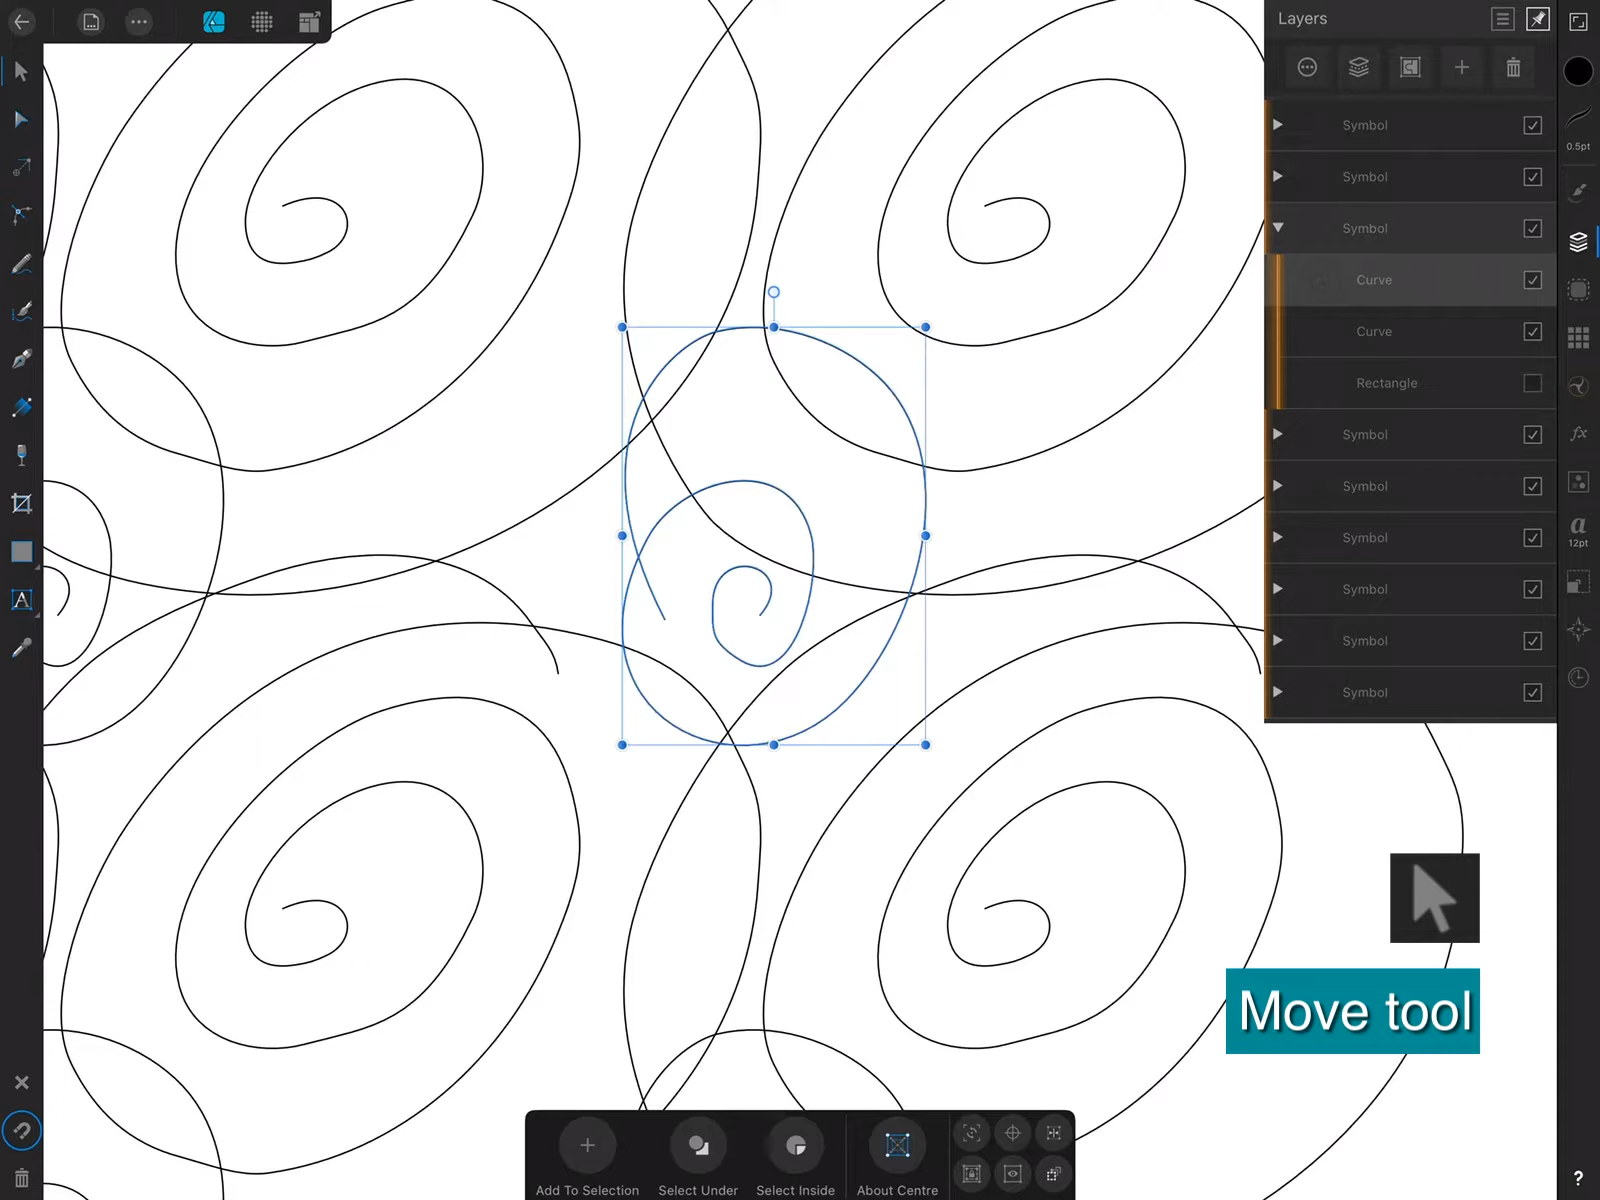 Layers
Symbol
0.5pt
Symbol
Symbol
Curve
Curve
Rectangle
Symbol
fx
Symbol
a
Symbol
12pt
Symbol
A
Symbol
Symbol
Move tool
Add To Selection
Select Under
Select Inside
About Centre
?